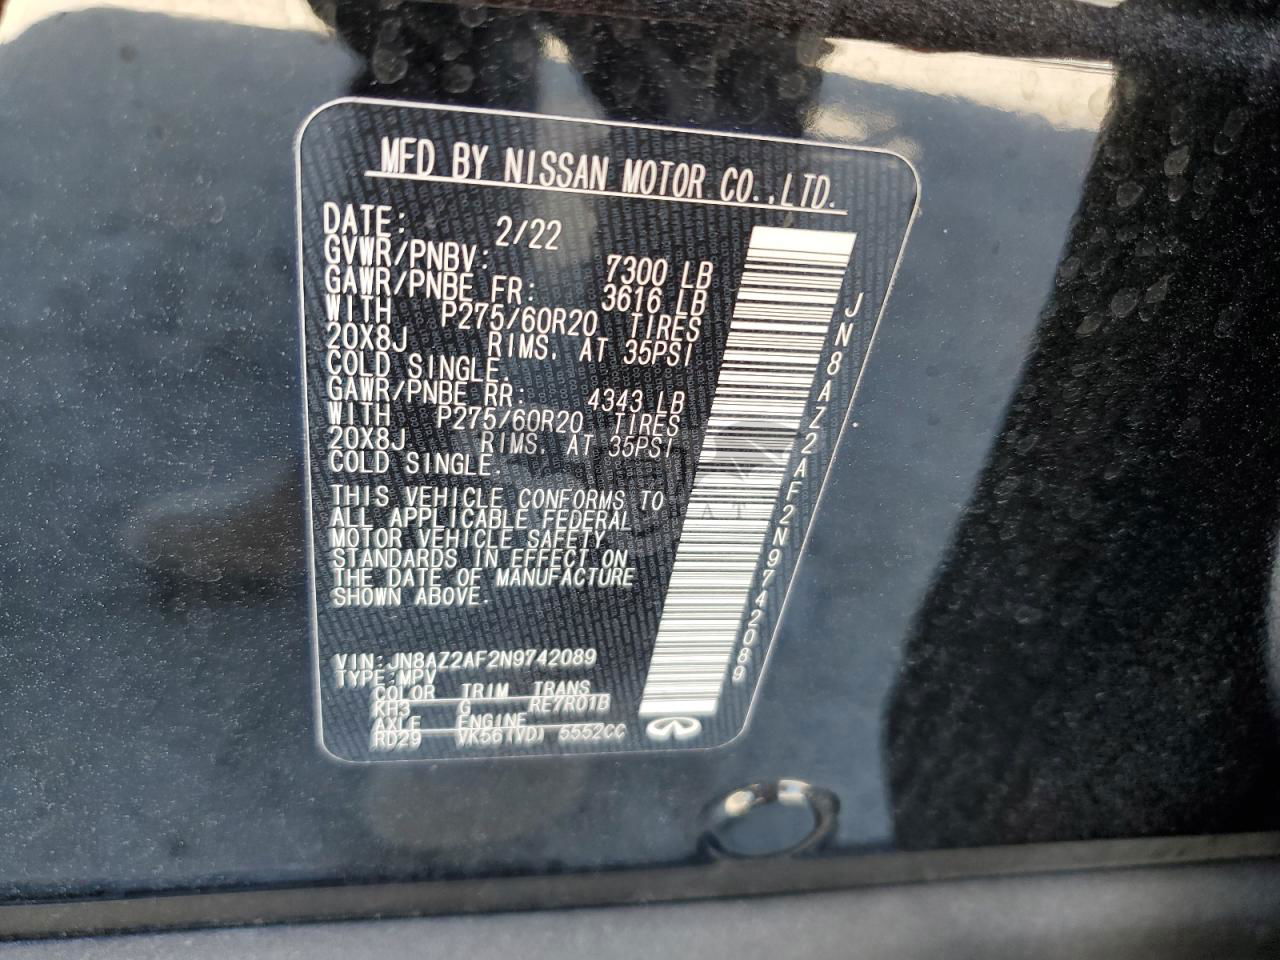 MFD BY NISSAN MOTOR CO.,LTD.
DATE: 2/22
GVWR/PNBV: 7300 LB
GAWR/PNBE FR: 3616 LB
WITH P275/60R20 TIRES
20X8J RIMS, AT 35PSI
COLD SINGLE.
GAWR/PNBE RR: 4343 LB
WITH P275/60R20 TIRES
20X8J RIMS, AT 35PSI
COLD SINGLE.
THIS VEHICLE CONFORMS TO
ALL APPLICABLE FEDERAL
MOTOR VEHICLE SAFETY
STANDARDS IN EFFECT ON
THE DATE OF MANUFACTURE
SHOWN ABOVE.
VIN:JN8AZ2AF2N9742089
TYPE:MPV
COLOR TRIM TRANS
KH3 G RE7R01B
AXLE ENGINE
RD29 VK56(VD) 5552CC
JN8AZ2AF2N9742089